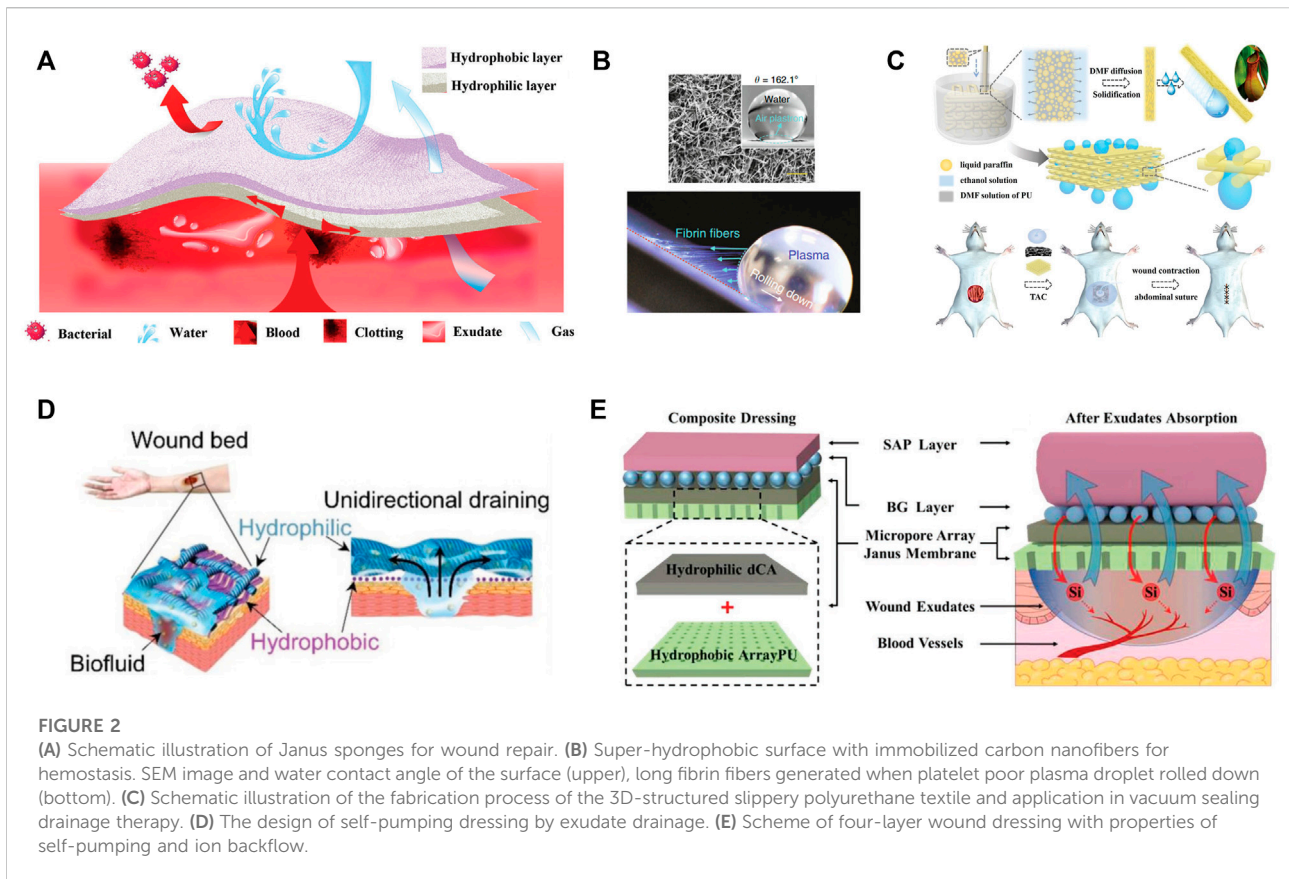 A
Hydrophobic layer
Hydrophilic layer
Bacterial
Water
Blood
Clotting
Exudate
Gas
B
θ = 162.1°
Water
Air plastron
Fibrin fibers
Plasma
Rolling down
C
DMF diffusion
Solidification
liquid paraffin
ethanol solution
DMF solution of PU
TAC
wound contraction
abdominal suture
D
Wound bed
Hydrophilic
Hydrophobic
Biofluid
Unidirectional draining
E
Composite Dressing
After Exudates Absorption
SAP Layer
BG Layer
Micropore Array
Janus Membrane
Hydrophilic dCA
+
Hydrophobic ArrayPU
Wound Exudates
Blood Vessels
Si
Si
Si
FIGURE 2
(A) Schematic illustration of Janus sponges for wound repair. (B) Super-hydrophobic surface with immobilized carbon nanofibers for
hemostasis. SEM image and water contact angle of the surface (upper), long fibrin fibers generated when platelet poor plasma droplet rolled down
(bottom). (C) Schematic illustration of the fabrication process of the 3D-structured slippery polyurethane textile and application in vacuum sealing
drainage therapy. (D) The design of self-pumping dressing by exudate drainage. (E) Scheme of four-layer wound dressing with properties of
self-pumping and ion backflow.